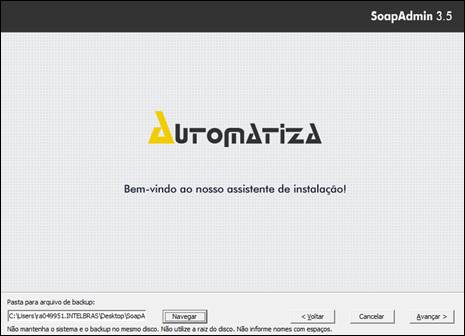 SoapAdmin 3.5
Automatiza
Bem-vindo ao nosso assistente de instalação!
Pasta para arquivo de backup:
C:\Users\ra049951.INTELBRAS\Desktop\SoapA
Navegar
< Voltar
Cancelar
Avançar >
Não mantenha o sistema e o backup no mesmo disco. Não utilize a raiz do disco. Não informe nomes com espaços.